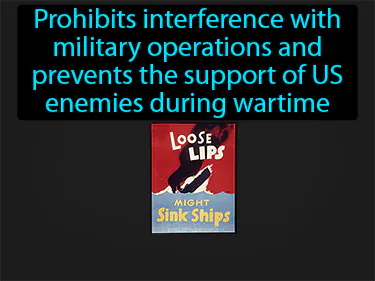 Prohibits interference with
military operations and
prevents the support of US
enemies during wartime
LOOSE
LIPS
MIGHT
Sink Ships